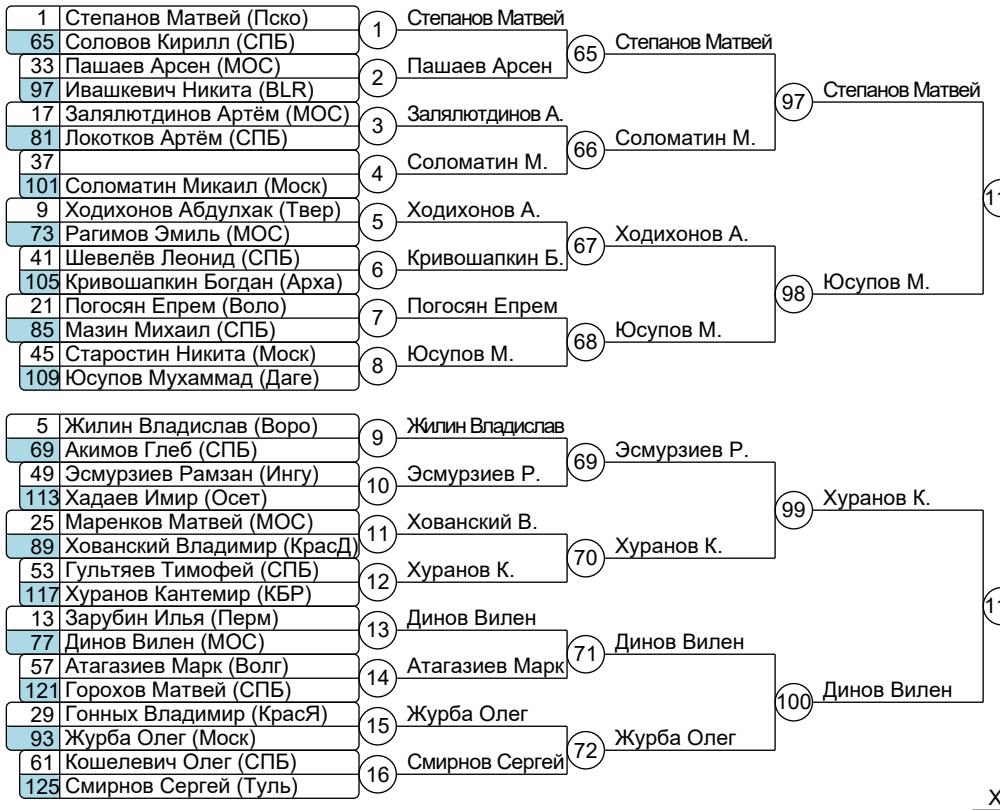 1 Степанов Матвей (Пско)
65 Соловов Кирилл (СПБ)
33 Пашаев Арсен (МОС)
97 Ивашкевич Никита (BLR)
17 Залялютдинов Артём (МОС)
81 Локотков Артём (СПБ)
37
101 Соломатин Микаил (Моск)
9 Ходихонов Абдулхак (Твер)
73 Рагимов Эмиль (МОС)
41 Шевелёв Леонид (СПБ)
105 Кривошапкин Богдан (Арха)
21 Погосян Епрем (Воло)
85 Мазин Михаил (СПБ)
45 Старостин Никита (Моск)
109 Юсупов Мухаммад (Даге)
1 Степанов Матвей
2 Пашаев Арсен
3 Залялютдинов А.
4 Соломатин М.
5 Ходихонов А.
6 Кривошапкин Б.
7 Погосян Епрем
8 Юсупов М.
65 Степанов Матвей
66 Соломатин М.
67 Ходихонов А.
68 Юсупов М.
97 Степанов Матвей
98 Юсупов М.
5 Жилин Владислав (Воро)
69 Акимов Глеб (СПБ)
49 Эсмурзиев Рамзан (Ингу)
113 Хадаев Имир (Осет)
25 Маренков Матвей (МОС)
89 Хованский Владимир (КрасД)
53 Гультяев Тимофей (СПБ)
117 Хуранов Кантемир (КБР)
13 Зарубин Илья (Перм)
77 Динов Вилен (МОС)
57 Атагазиев Марк (Волг)
121 Горохов Матвей (СПБ)
29 Гонных Владимир (КрасЯ)
93 Журба Олег (Моск)
61 Кошелевич Олег (СПБ)
125 Смирнов Сергей (Туль)
9 Жилин Владислав
10 Эсмурзиев Р.
11 Хованский В.
12 Хуранов К.
13 Динов Вилен
14 Атагазиев Марк
15 Журба Олег
16 Смирнов Сергей
69 Эсмурзиев Р.
70 Хуранов К.
71 Динов Вилен
72 Журба Олег
99 Хуранов К.
100 Динов Вилен